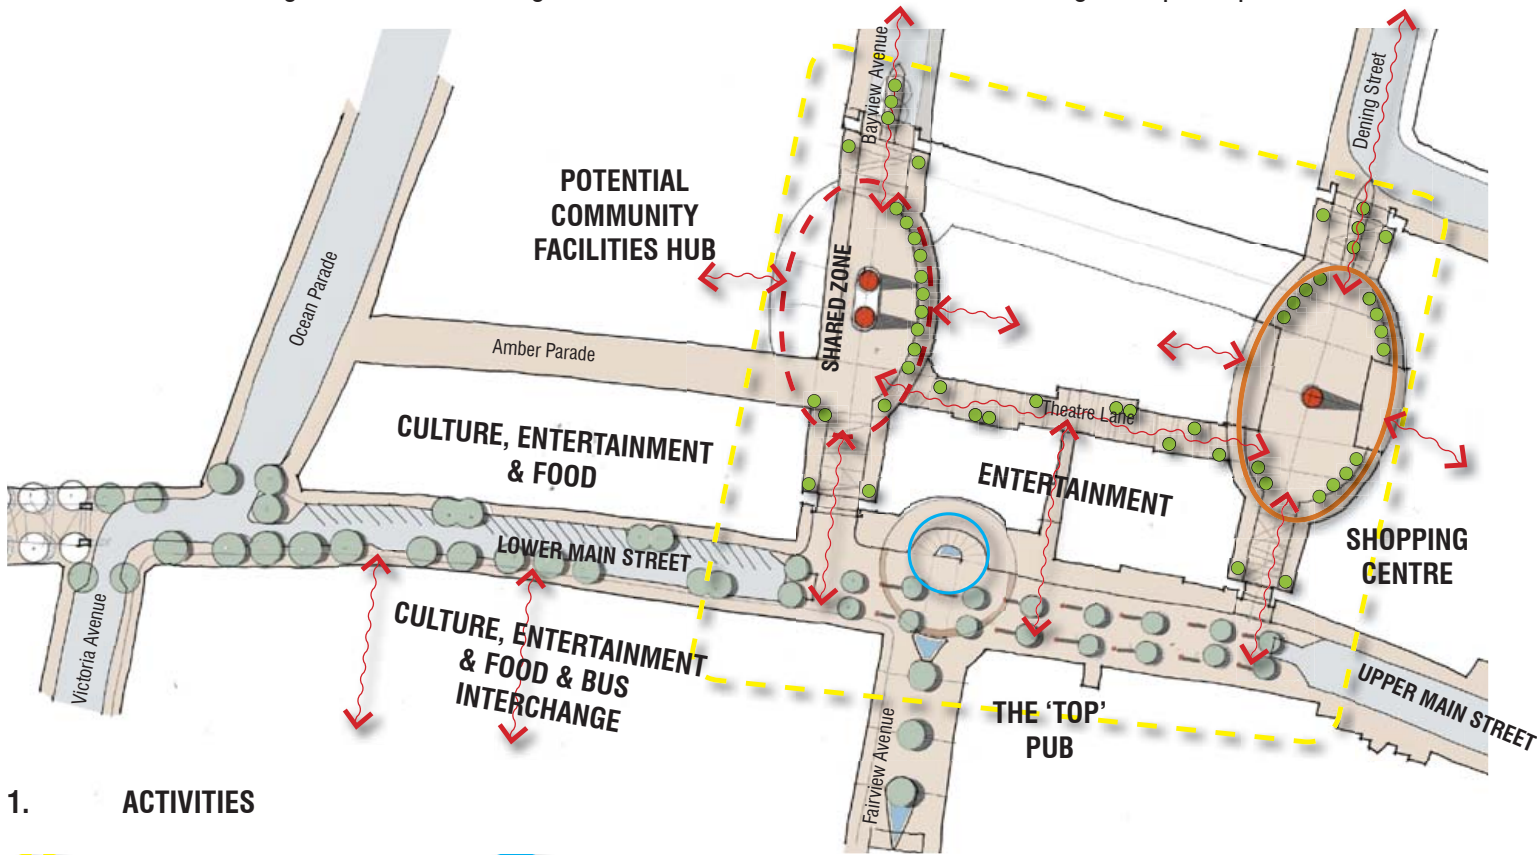 Bayview Avenue
Dening Street
POTENTIAL
COMMUNITY
FACILITIES HUB
SHARED ZONE
Ocean Parade
Amber Parade
Theatre Lane
CULTURE, ENTERTAINMENT
& FOOD
ENTERTAINMENT
LOWER MAIN STREET
SHOPPING
CENTRE
CULTURE, ENTERTAINMENT
& FOOD & BUS
INTERCHANGE
Victoria Avenue
Fairview Avenue
THE ‘TOP’
PUB
UPPER MAIN STREET
1. ACTIVITIES